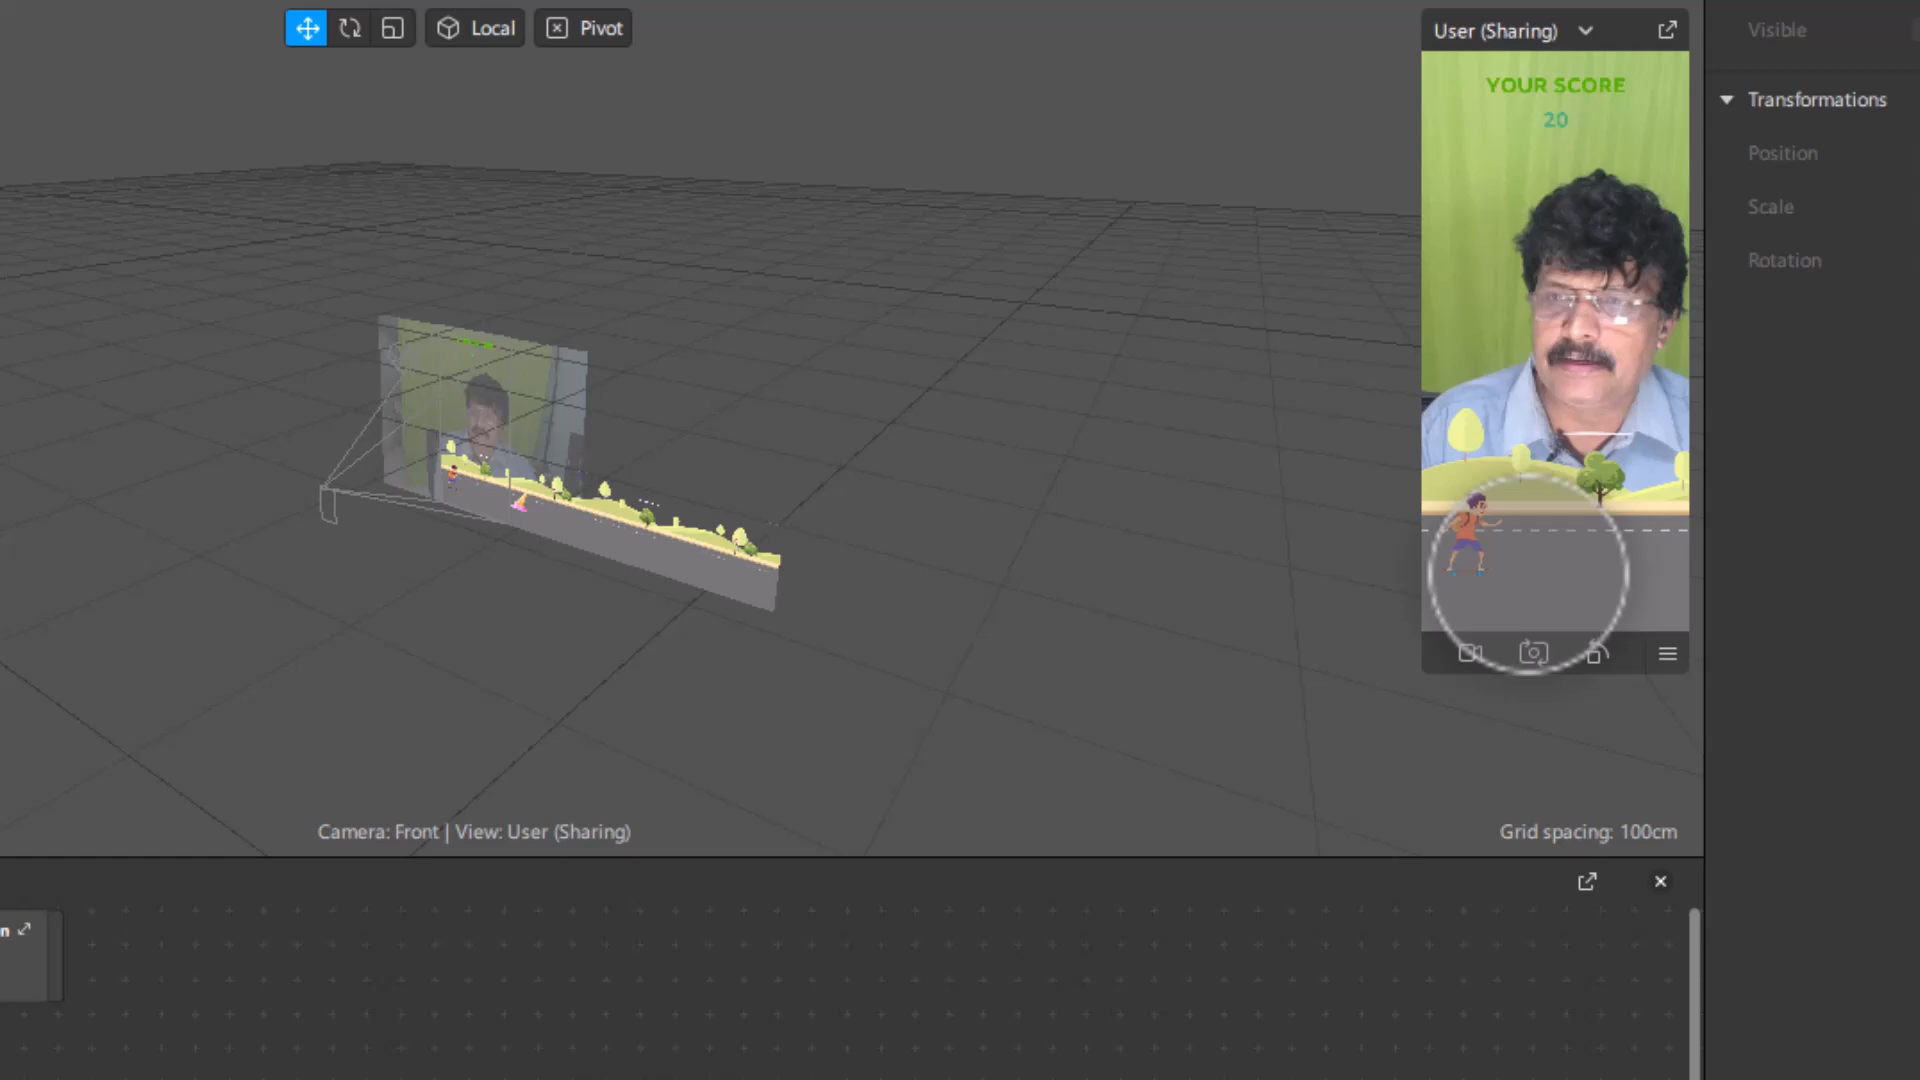 Local
Pivot
User (Sharing)
YOUR SCORE
20
Visible
Transformations
Position
Scale
Rotation
Camera: Front | View: User (Sharing)
Grid spacing: 100cm
n